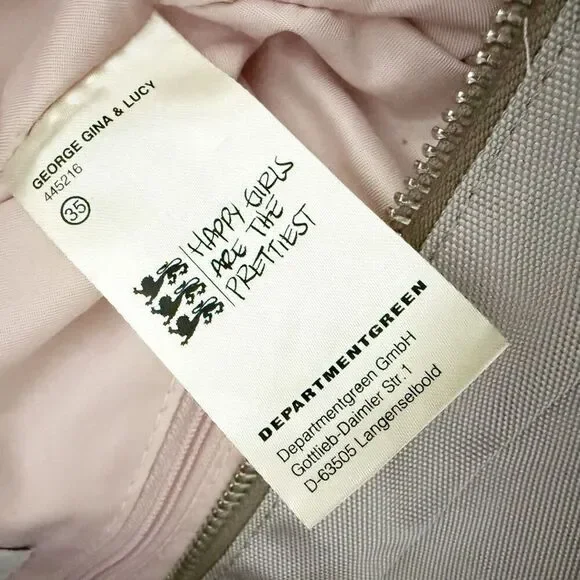 GEORGE GINA & LUCY
445216
35
HAPPY GIRLS
ARE THE
PRETTIEST
DEPARTMENTGREEN
Departmentgreen GmbH
Gottlieb-Daimler Str.1
D-63505 Langenselbold